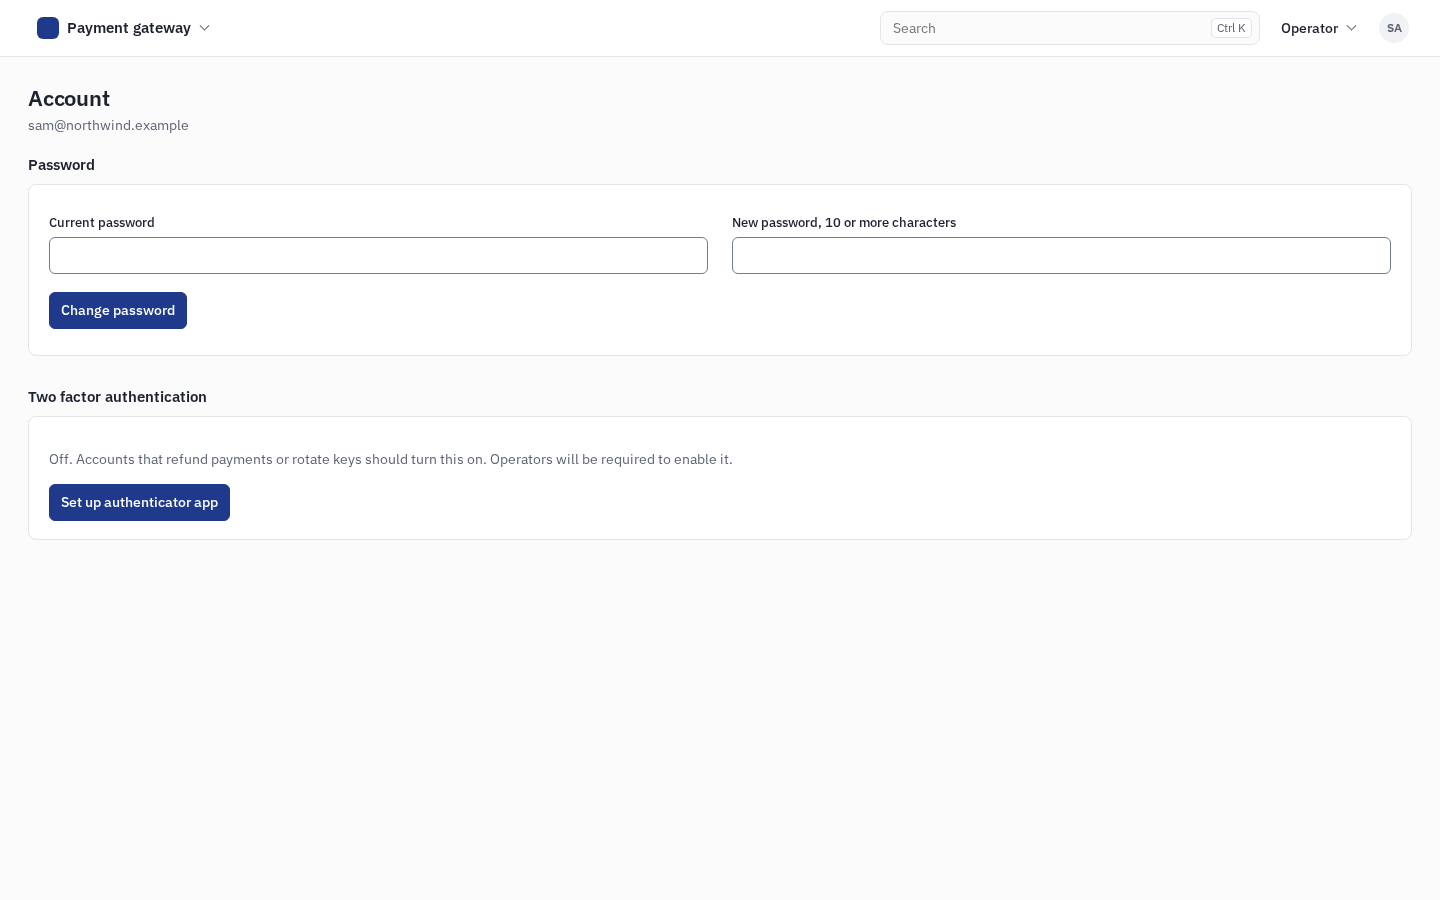 Payment gateway
Search
Ctrl K
Operator
SA
Account
sam@northwind.example
Password
Current password
New password, 10 or more characters
Change password
Two factor authentication
Off. Accounts that refund payments or rotate keys should turn this on. Operators will be required to enable it.
Set up authenticator app